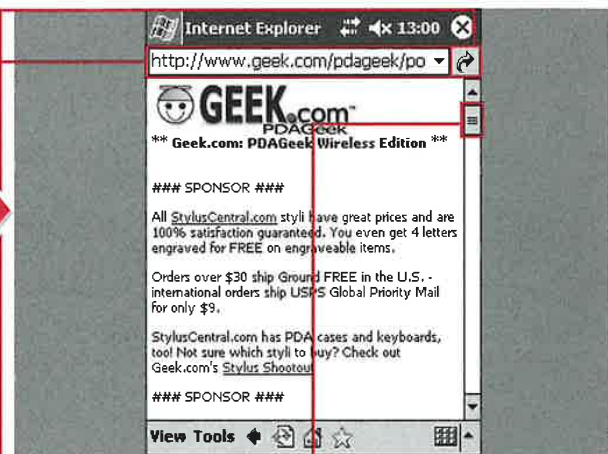 Internet Explorer 13:00
http://www.geek.com/pdageek/po
GEEK.com™
PDAGeek
** Geek.com: PDAGeek Wireless Edition **
### SPONSOR ###
All StylusCentral.com styli have great prices and are
100% satisfaction guaranteed. You even get 4 letters
engraved for FREE on engraveable items.
Orders over $30 ship Ground FREE in the U.S. -
international orders ship USPS Global Priority Mail
for only $9.
StylusCentral.com has PDA cases and keyboards,
too! Not sure which styli to buy? Check out
Geek.com's Stylus Shootout
### SPONSOR ###
View Tools